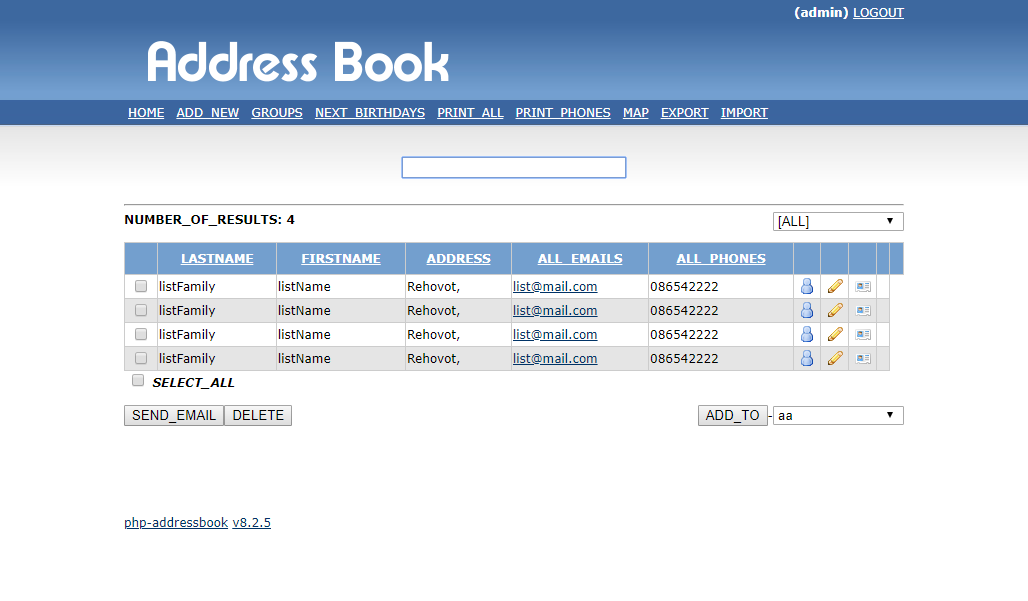 (admin) LOGOUT
Address Book
HOME ADD_NEW GROUPS NEXT_BIRTHDAYS PRINT_ALL PRINT_PHONES MAP EXPORT IMPORT
NUMBER_OF_RESULTS: 4 [ALL]
LASTNAME FIRSTNAME ADDRESS ALL_EMAILS ALL_PHONES
listFamily listName Rehovot, list@mail.com 086542222
listFamily listName Rehovot, list@mail.com 086542222
listFamily listName Rehovot, list@mail.com 086542222
listFamily listName Rehovot, list@mail.com 086542222
SELECT_ALL
SEND_EMAIL DELETE ADD_TO - aa
php-addressbook v8.2.5